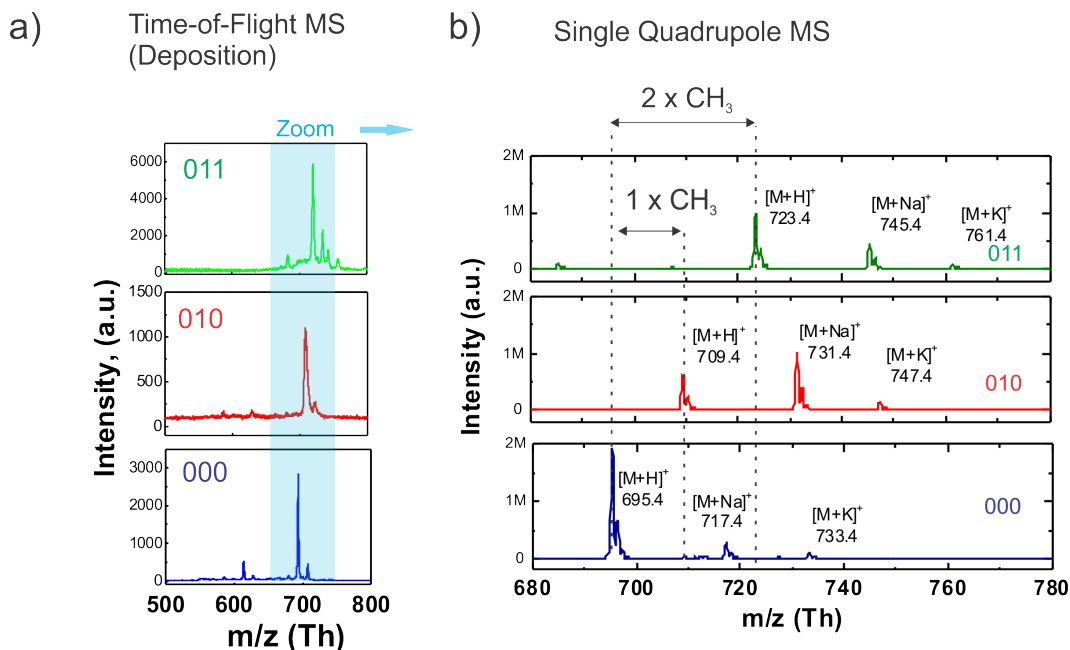 a)
Time-of-Flight MS
(Deposition)
Zoom
Intensity, (a.u.)
6000
4000
2000
0
011
1500
1000
500
0
010
3000
2000
1000
0
000
500
600
700
800
m/z (Th)
b)
Single Quadrupole MS
2 x CH₃
1 x CH₃
Intensity (a.u.)
2M
1M
0
[M+H]⁺
723.4
[M+Na]⁺
745.4
[M+K]⁺
761.4
011
2M
1M
0
[M+H]⁺
709.4
[M+Na]⁺
731.4
[M+K]⁺
747.4
010
2M
1M
0
[M+H]⁺
695.4
[M+Na]⁺
717.4
[M+K]⁺
733.4
000
680
700
720
740
760
780
m/z (Th)